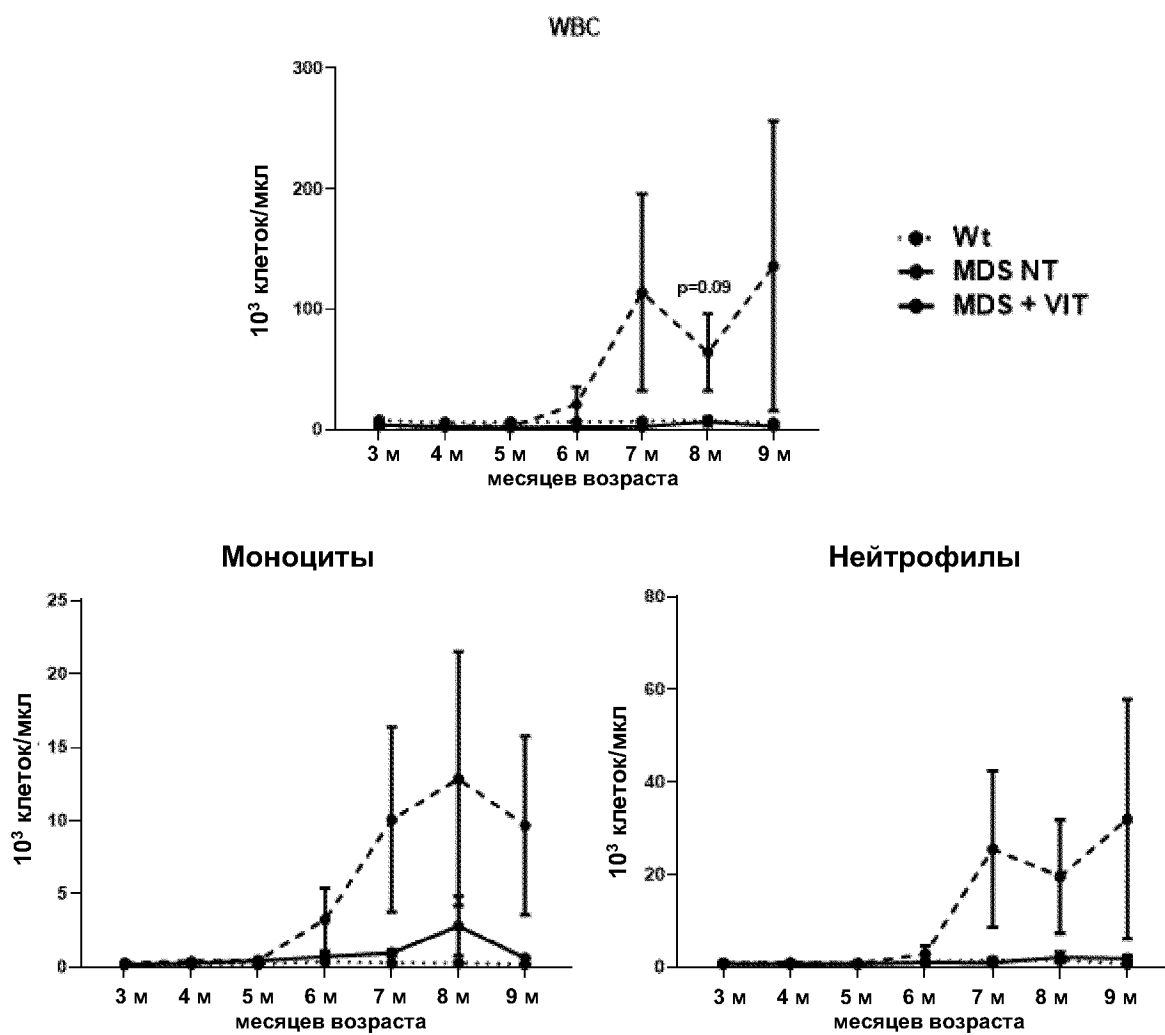 WBC
300
200
100
0
10³ клеток/мкл
p=0.09
3 м 4 м 5 м 6 м 7 м 8 м 9 м
месяцев возраста
Wt
MDS NT
MDS + VIT
Моноциты
25
20
15
10
5
0
10³ клеток/мкл
3 м 4 м 5 м 6 м 7 м 8 м 9 м
месяцев возраста
Нейтрофилы
80
60
40
20
0
10³ клеток/мкл
3 м 4 м 5 м 6 м 7 м 8 м 9 м
месяцев возраста